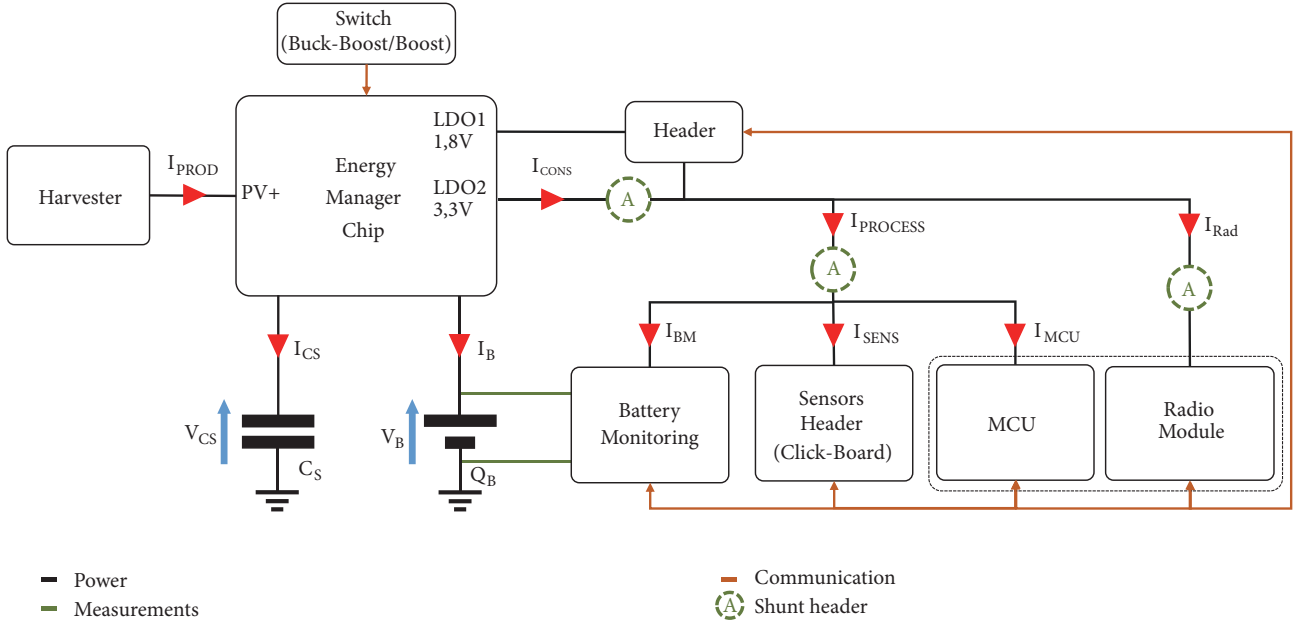 Switch
(Buck-Boost/Boost)
Harvester
I_PROD
PV+
Energy
Manager
Chip
LDO1
1,8V
LDO2
3,3V
I_CONS
A
Header
I_PROCESS
A
I_Rad
A
I_CS
I_B
I_BM
I_SENS
I_MCU
V_CS
C_S
V_B
Q_B
Battery
Monitoring
Sensors
Header
(Click-Board)
MCU
Radio
Module
Power
Measurements
Communication
A
Shunt header